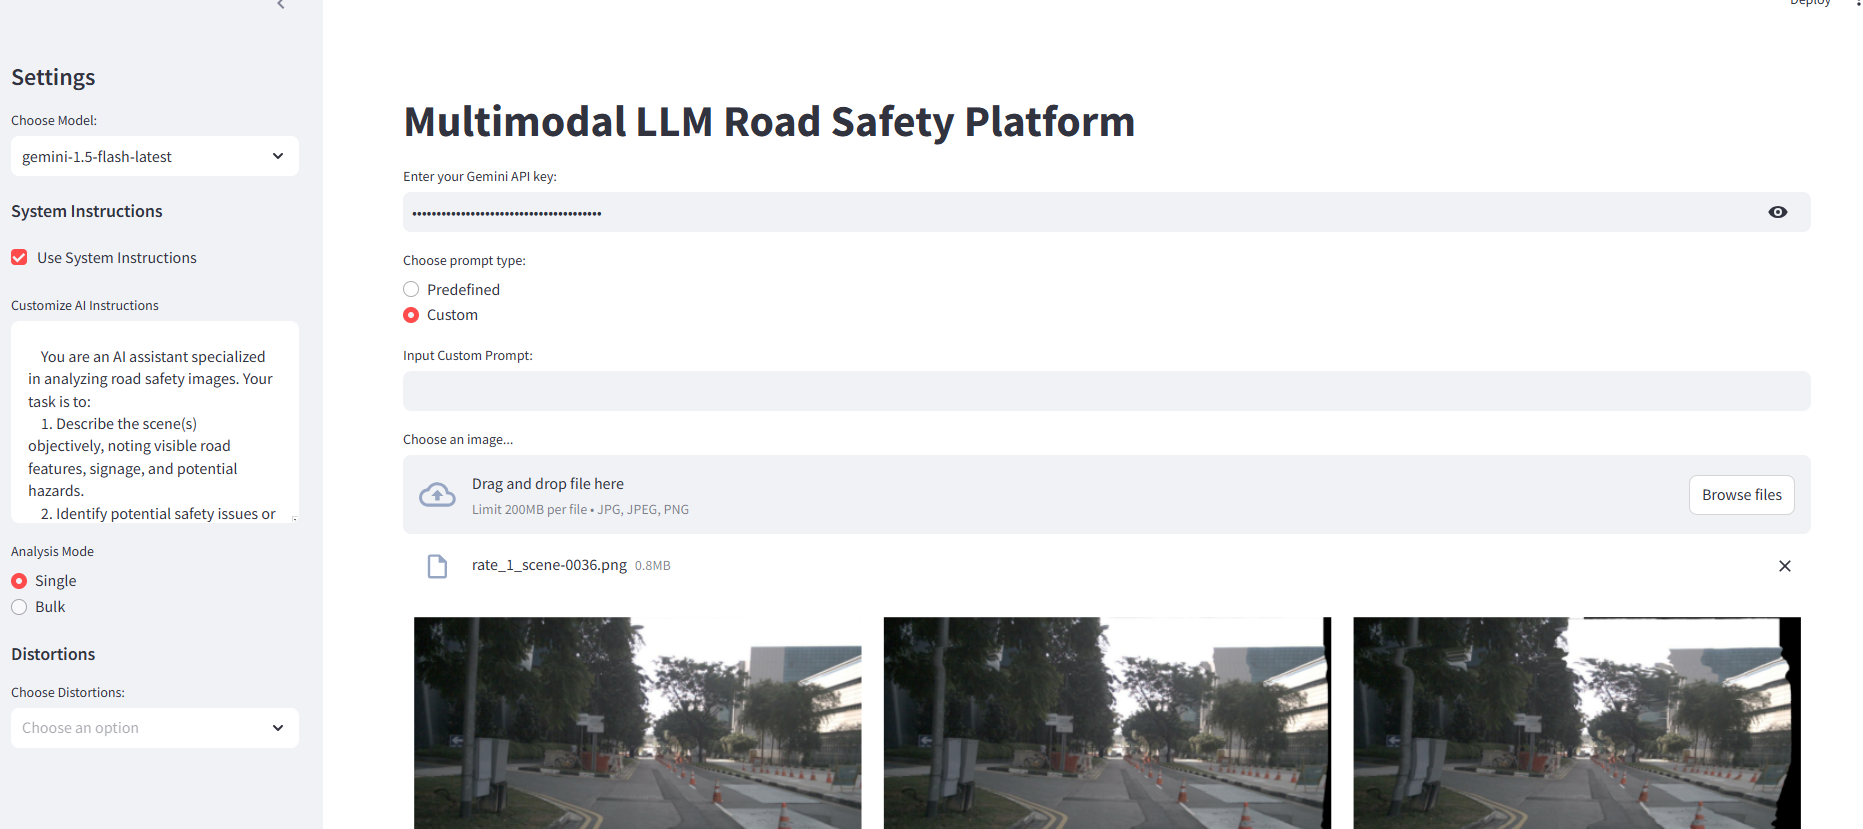 Deploy
Settings
Choose Model:
gemini-1.5-flash-latest
System Instructions
Use System Instructions
Customize AI Instructions
You are an AI assistant specialized
in analyzing road safety images. Your
task is to:
1. Describe the scene(s)
objectively, noting visible road
features, signage, and potential
hazards.
2. Identify potential safety issues or
Analysis Mode
Single
Bulk
Distortions
Choose Distortions:
Choose an option
Multimodal LLM Road Safety Platform
Enter your Gemini API key:
••••••••••••••••••••••••••••••••••••••
Choose prompt type:
Predefined
Custom
Input Custom Prompt:
Choose an image...
Drag and drop file here
Limit 200MB per file • JPG, JPEG, PNG
Browse files
rate_1_scene-0036.png 0.8MB